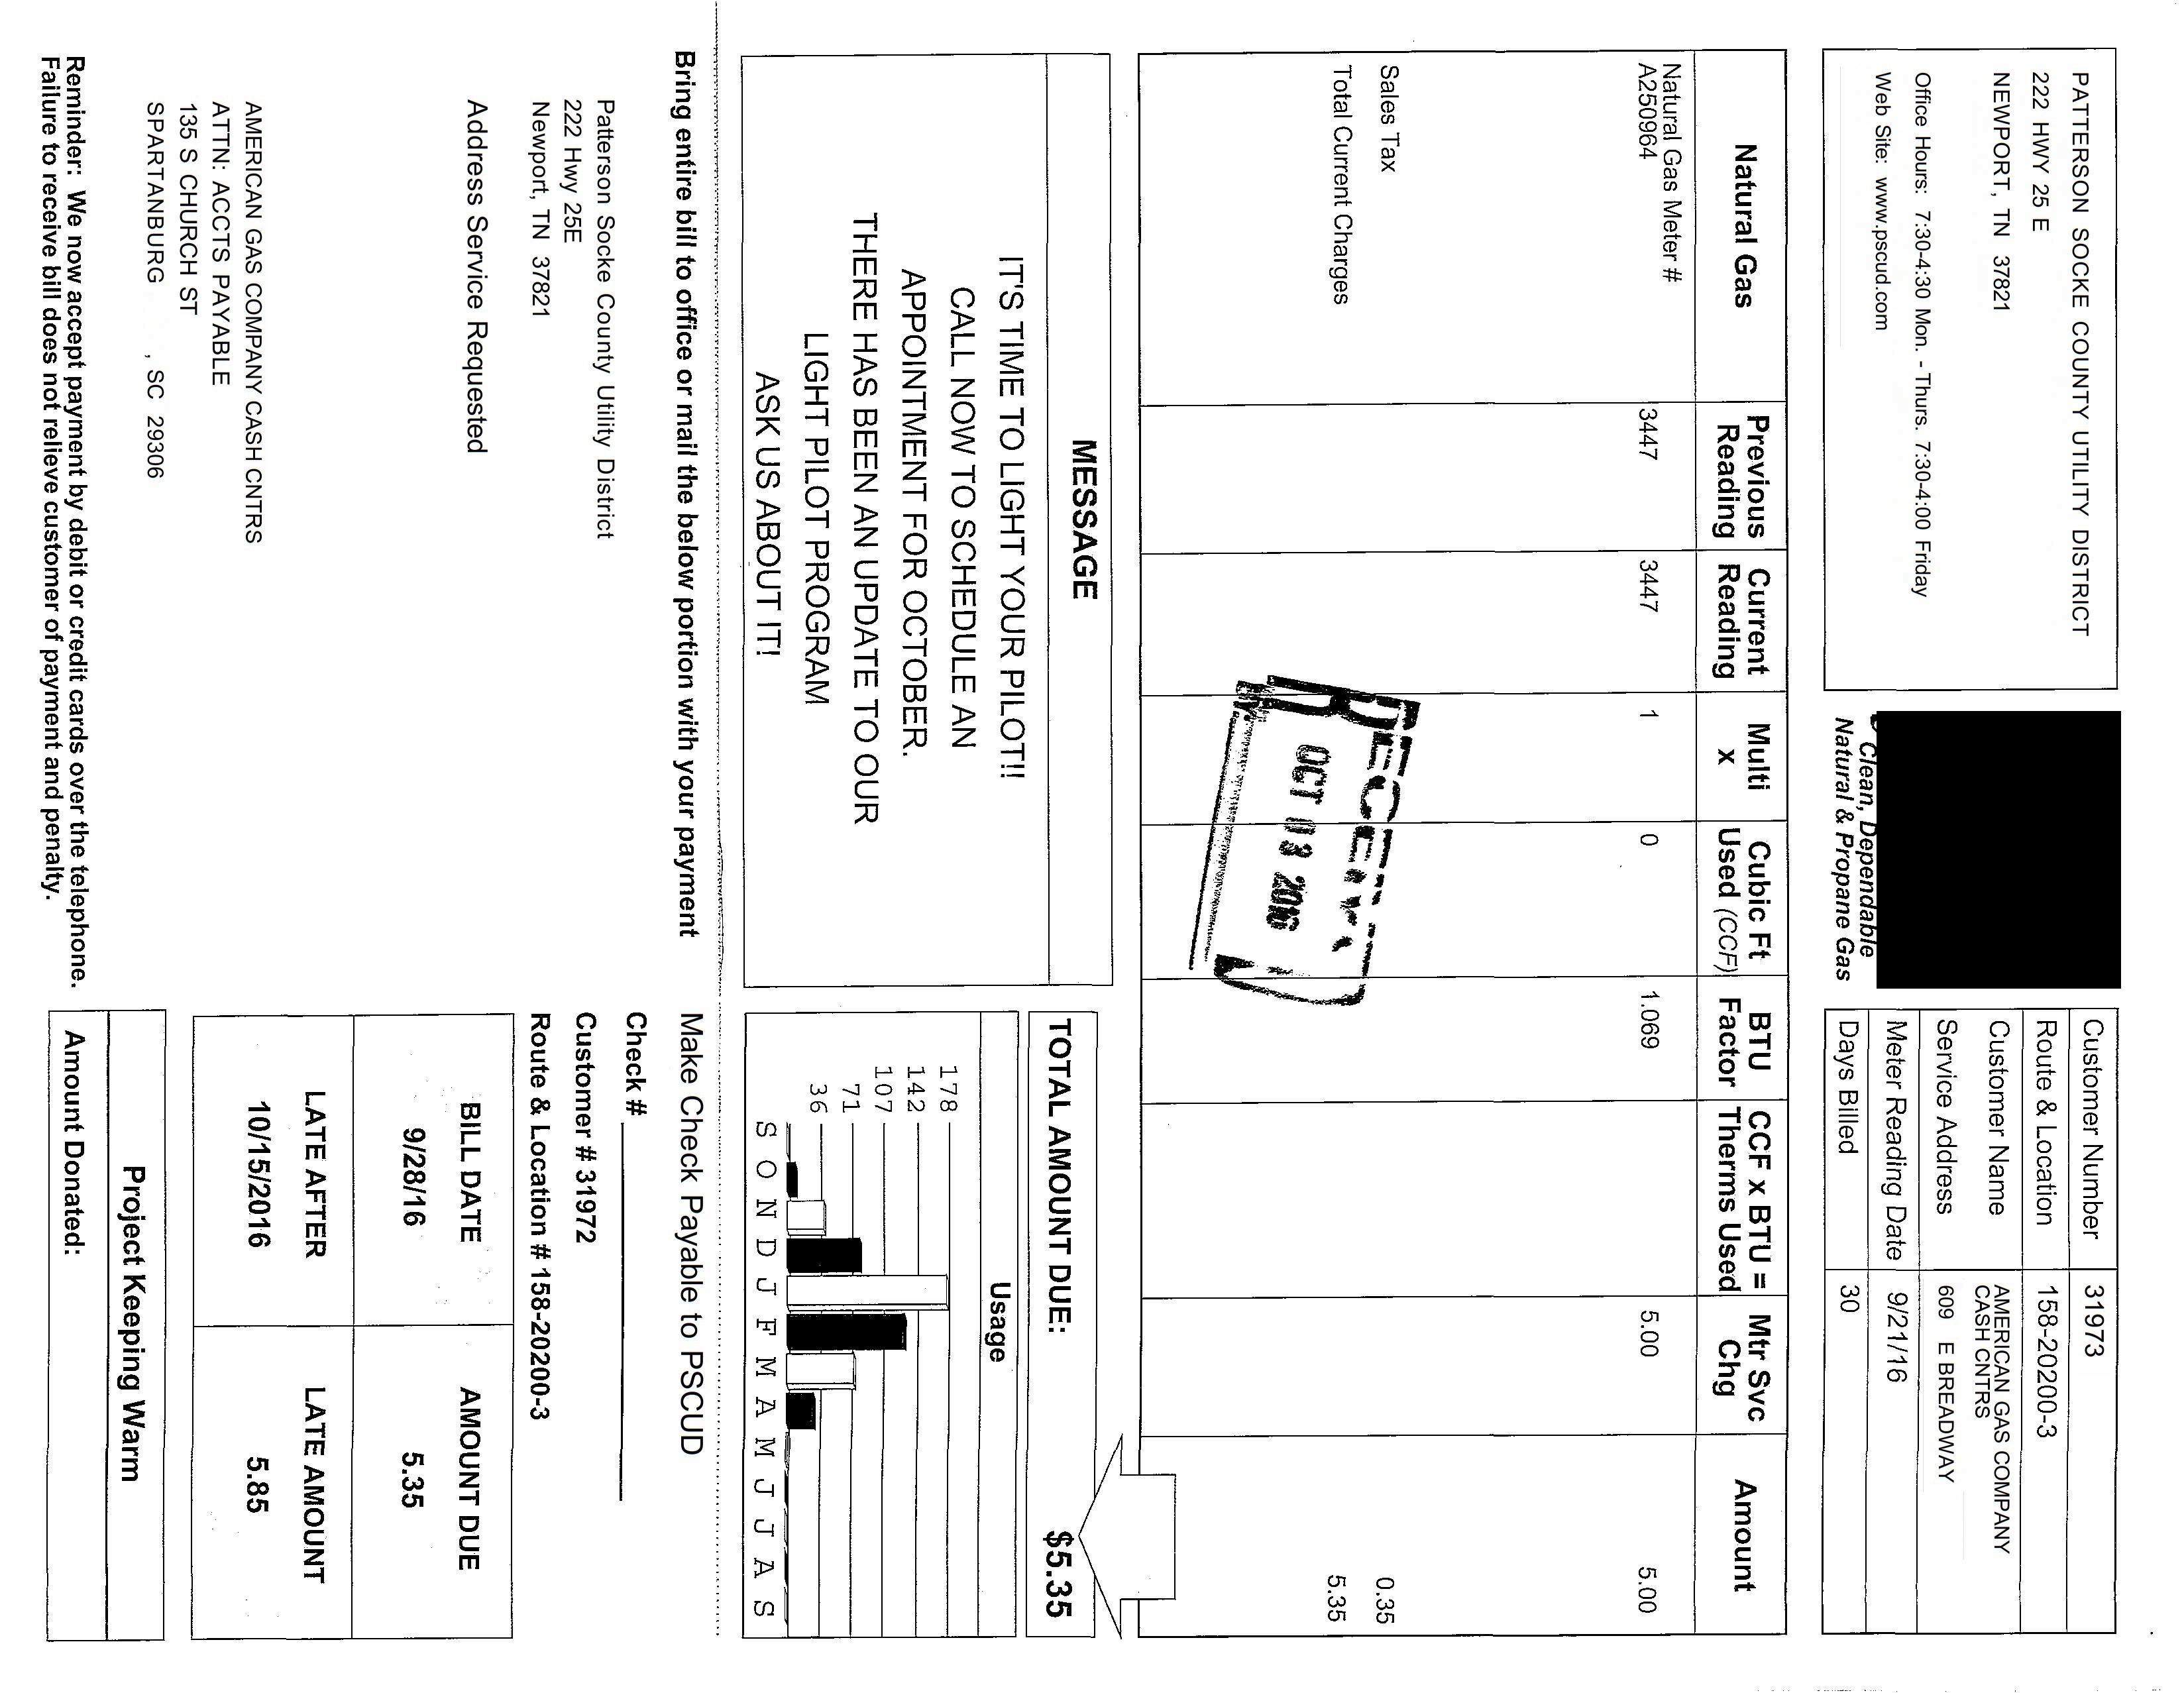 PATTERSON SOCKE COUNTY UTILITY DISTRICT
222 HWY 25 E
NEWPORT, TN 37821
Office Hours: 7:30-4:30 Mon. - Thurs. 7:30-4:00 Friday
Web Site: www.pscud.com
Clean, Dependable
Natural & Propane Gas
Customer Number 31973
Route & Location 158-20200-3
Customer Name AMERICAN GAS COMPANY
CASH CNTRS
Service Address 609 E BREADWAY
Meter Reading Date 9/21/16
Days Billed 30
Natural Gas Previous Reading Current Reading Multi x Cubic Ft Used (CCF) BTU Factor CCF x BTU = Therms Used Mtr Svc Chg Amount
Natural Gas Meter #
A250964 3447 3447 1 0 1.069 5.00 5.00
Sales Tax 0.35
Total Current Charges 5.35
OCT 03 2016
MESSAGE
IT'S TIME TO LIGHT YOUR PILOT!!
CALL NOW TO SCHEDULE AN
APPOINTMENT FOR OCTOBER.
THERE HAS BEEN AN UPDATE TO OUR
LIGHT PILOT PROGRAM
ASK US ABOUT IT!
TOTAL AMOUNT DUE: $5.35
Usage
178
142
107
71
36
S O N D J F M A M J J A S
Bring entire bill to office or mail the below portion with your payment
Make Check Payable to PSCUD
Patterson Socke County Utility District
222 Hwy 25E
Newport, TN 37821
Address Service Requested
Check #
Customer # 31972
Route & Location # 158-20200-3
BILL DATE AMOUNT DUE
9/28/16 5.35
LATE AFTER LATE AMOUNT
10/15/2016 5.85
AMERICAN GAS COMPANY CASH CNTRS
ATTN: ACCTS PAYABLE
135 S CHURCH ST
SPARTANBURG , SC 29306
Project Keeping Warm
Amount Donated:
Reminder: We now accept payment by debit or credit cards over the telephone.
Failure to receive bill does not relieve customer of payment and penalty.